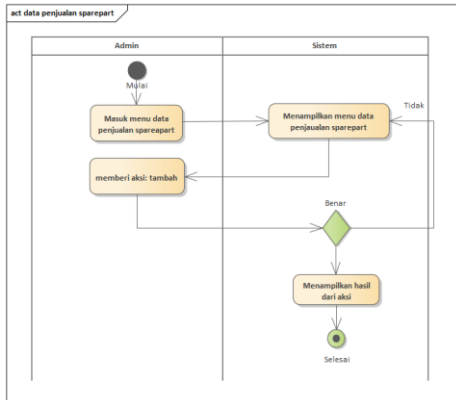 act data penjualan sparepart
Admin
Sistem
Mulai
Masuk menu data
penjualan spareapart
Menampilkan menu data
penjaualan sparepart
Tidak
memberi aksi: tambah
Benar
Menampilkan hasil
dari aksi
Selesai